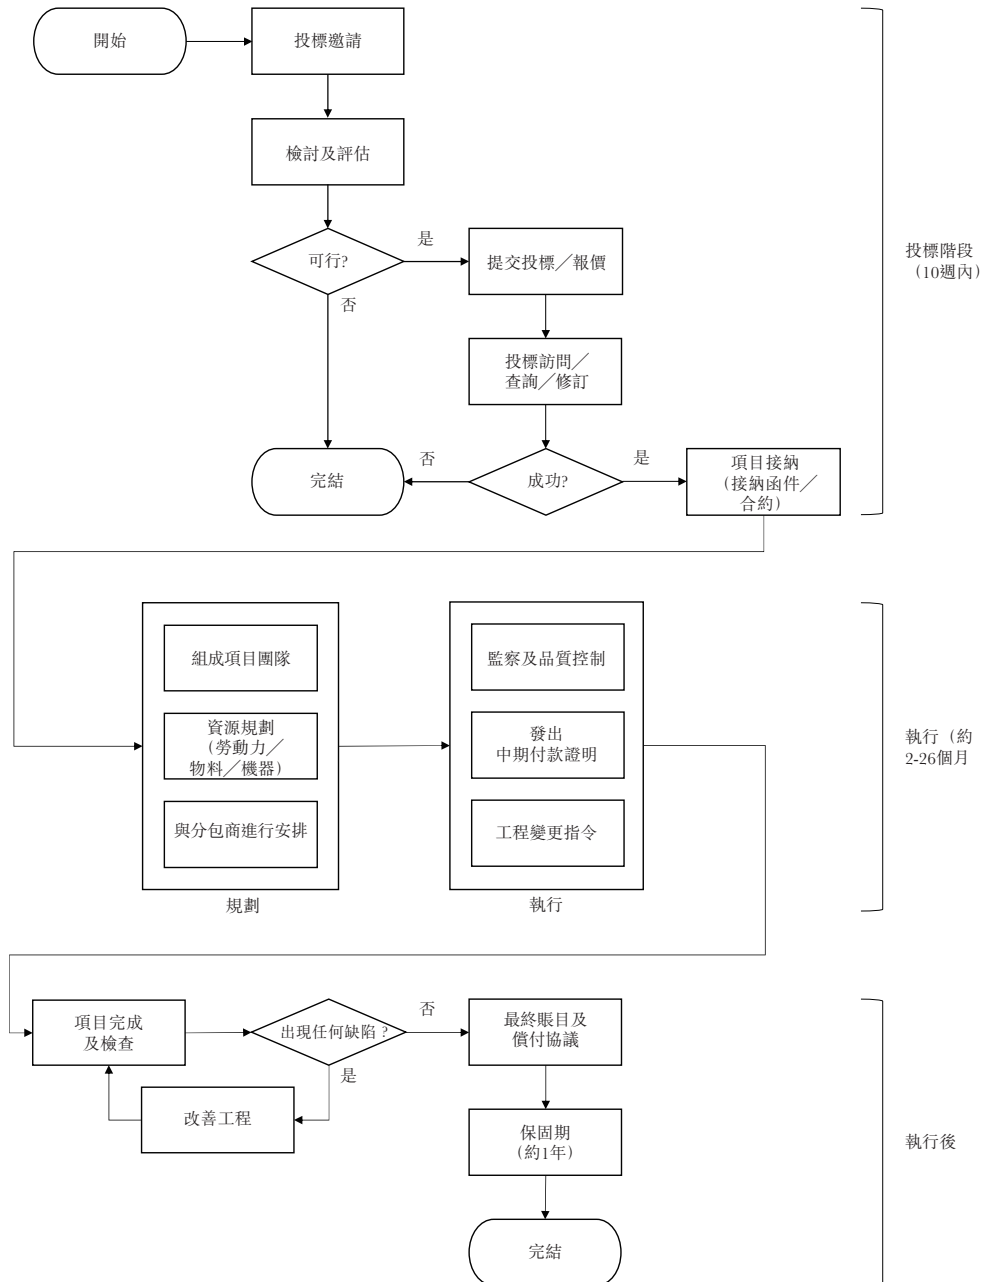 開始
投標邀請
檢討及評估
可行?
是
否
提交投標／報價
投標訪問／
查詢／修訂
成功?
否
是
完結
項目接納
（接納函件／
合約）
投標階段
（10週內）
組成項目團隊
資源規劃
（勞動力／
物料／機器）
與分包商進行安排
規劃
監察及品質控制
發出
中期付款證明
工程變更指令
執行
執行（約
2-26個月
項目完成
及檢查
出現任何缺陷？
否
是
改善工程
最終賬目及
償付協議
保固期
（約1年）
完結
執行後